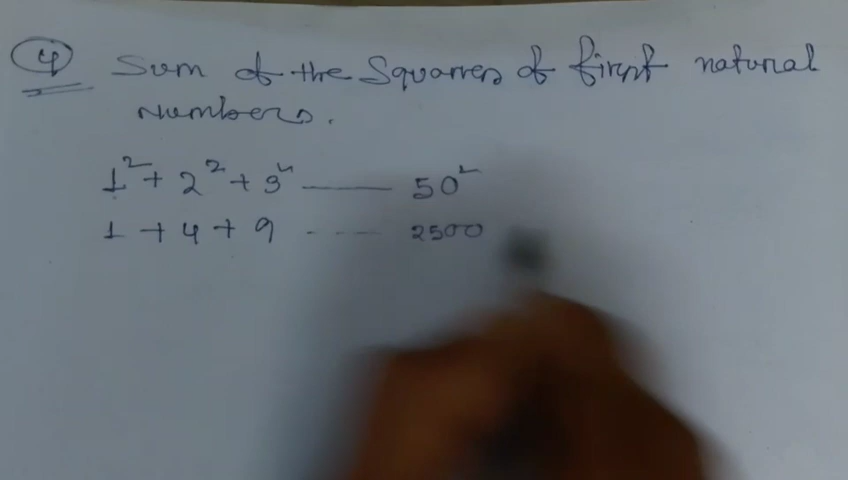 4 Sum of the Squares of first natural
Numbers.
1² + 2² + 3² —— 50²
1 + 4 + 9 ---- 2500